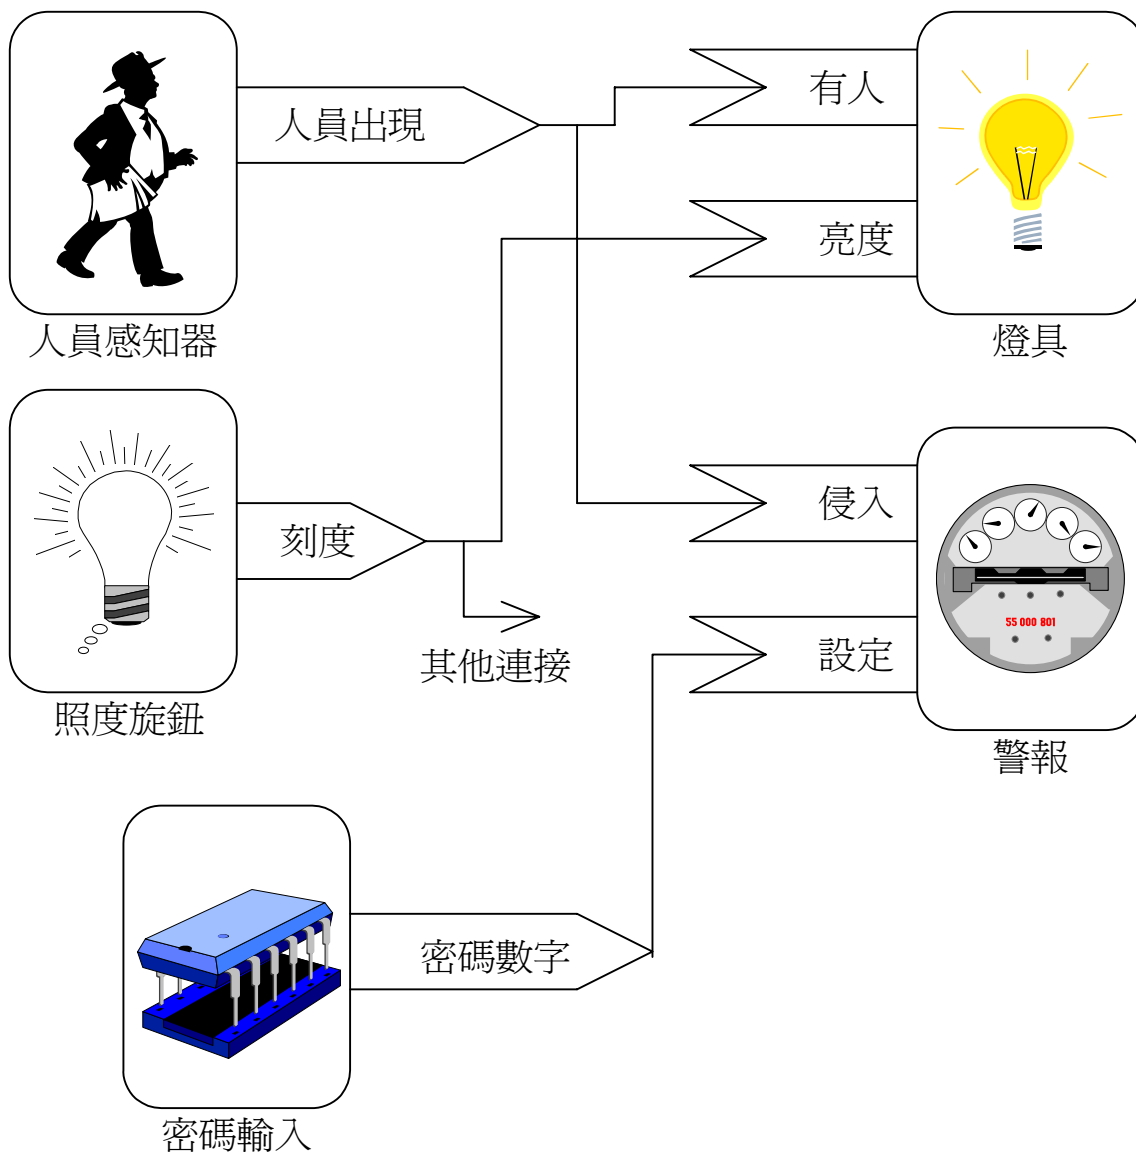 人員出現
有人
亮度
人員感知器
燈具
刻度
侵入
其他連接
設定
55 000 801
照度旋鈕
警報
密碼數字
密碼輸入